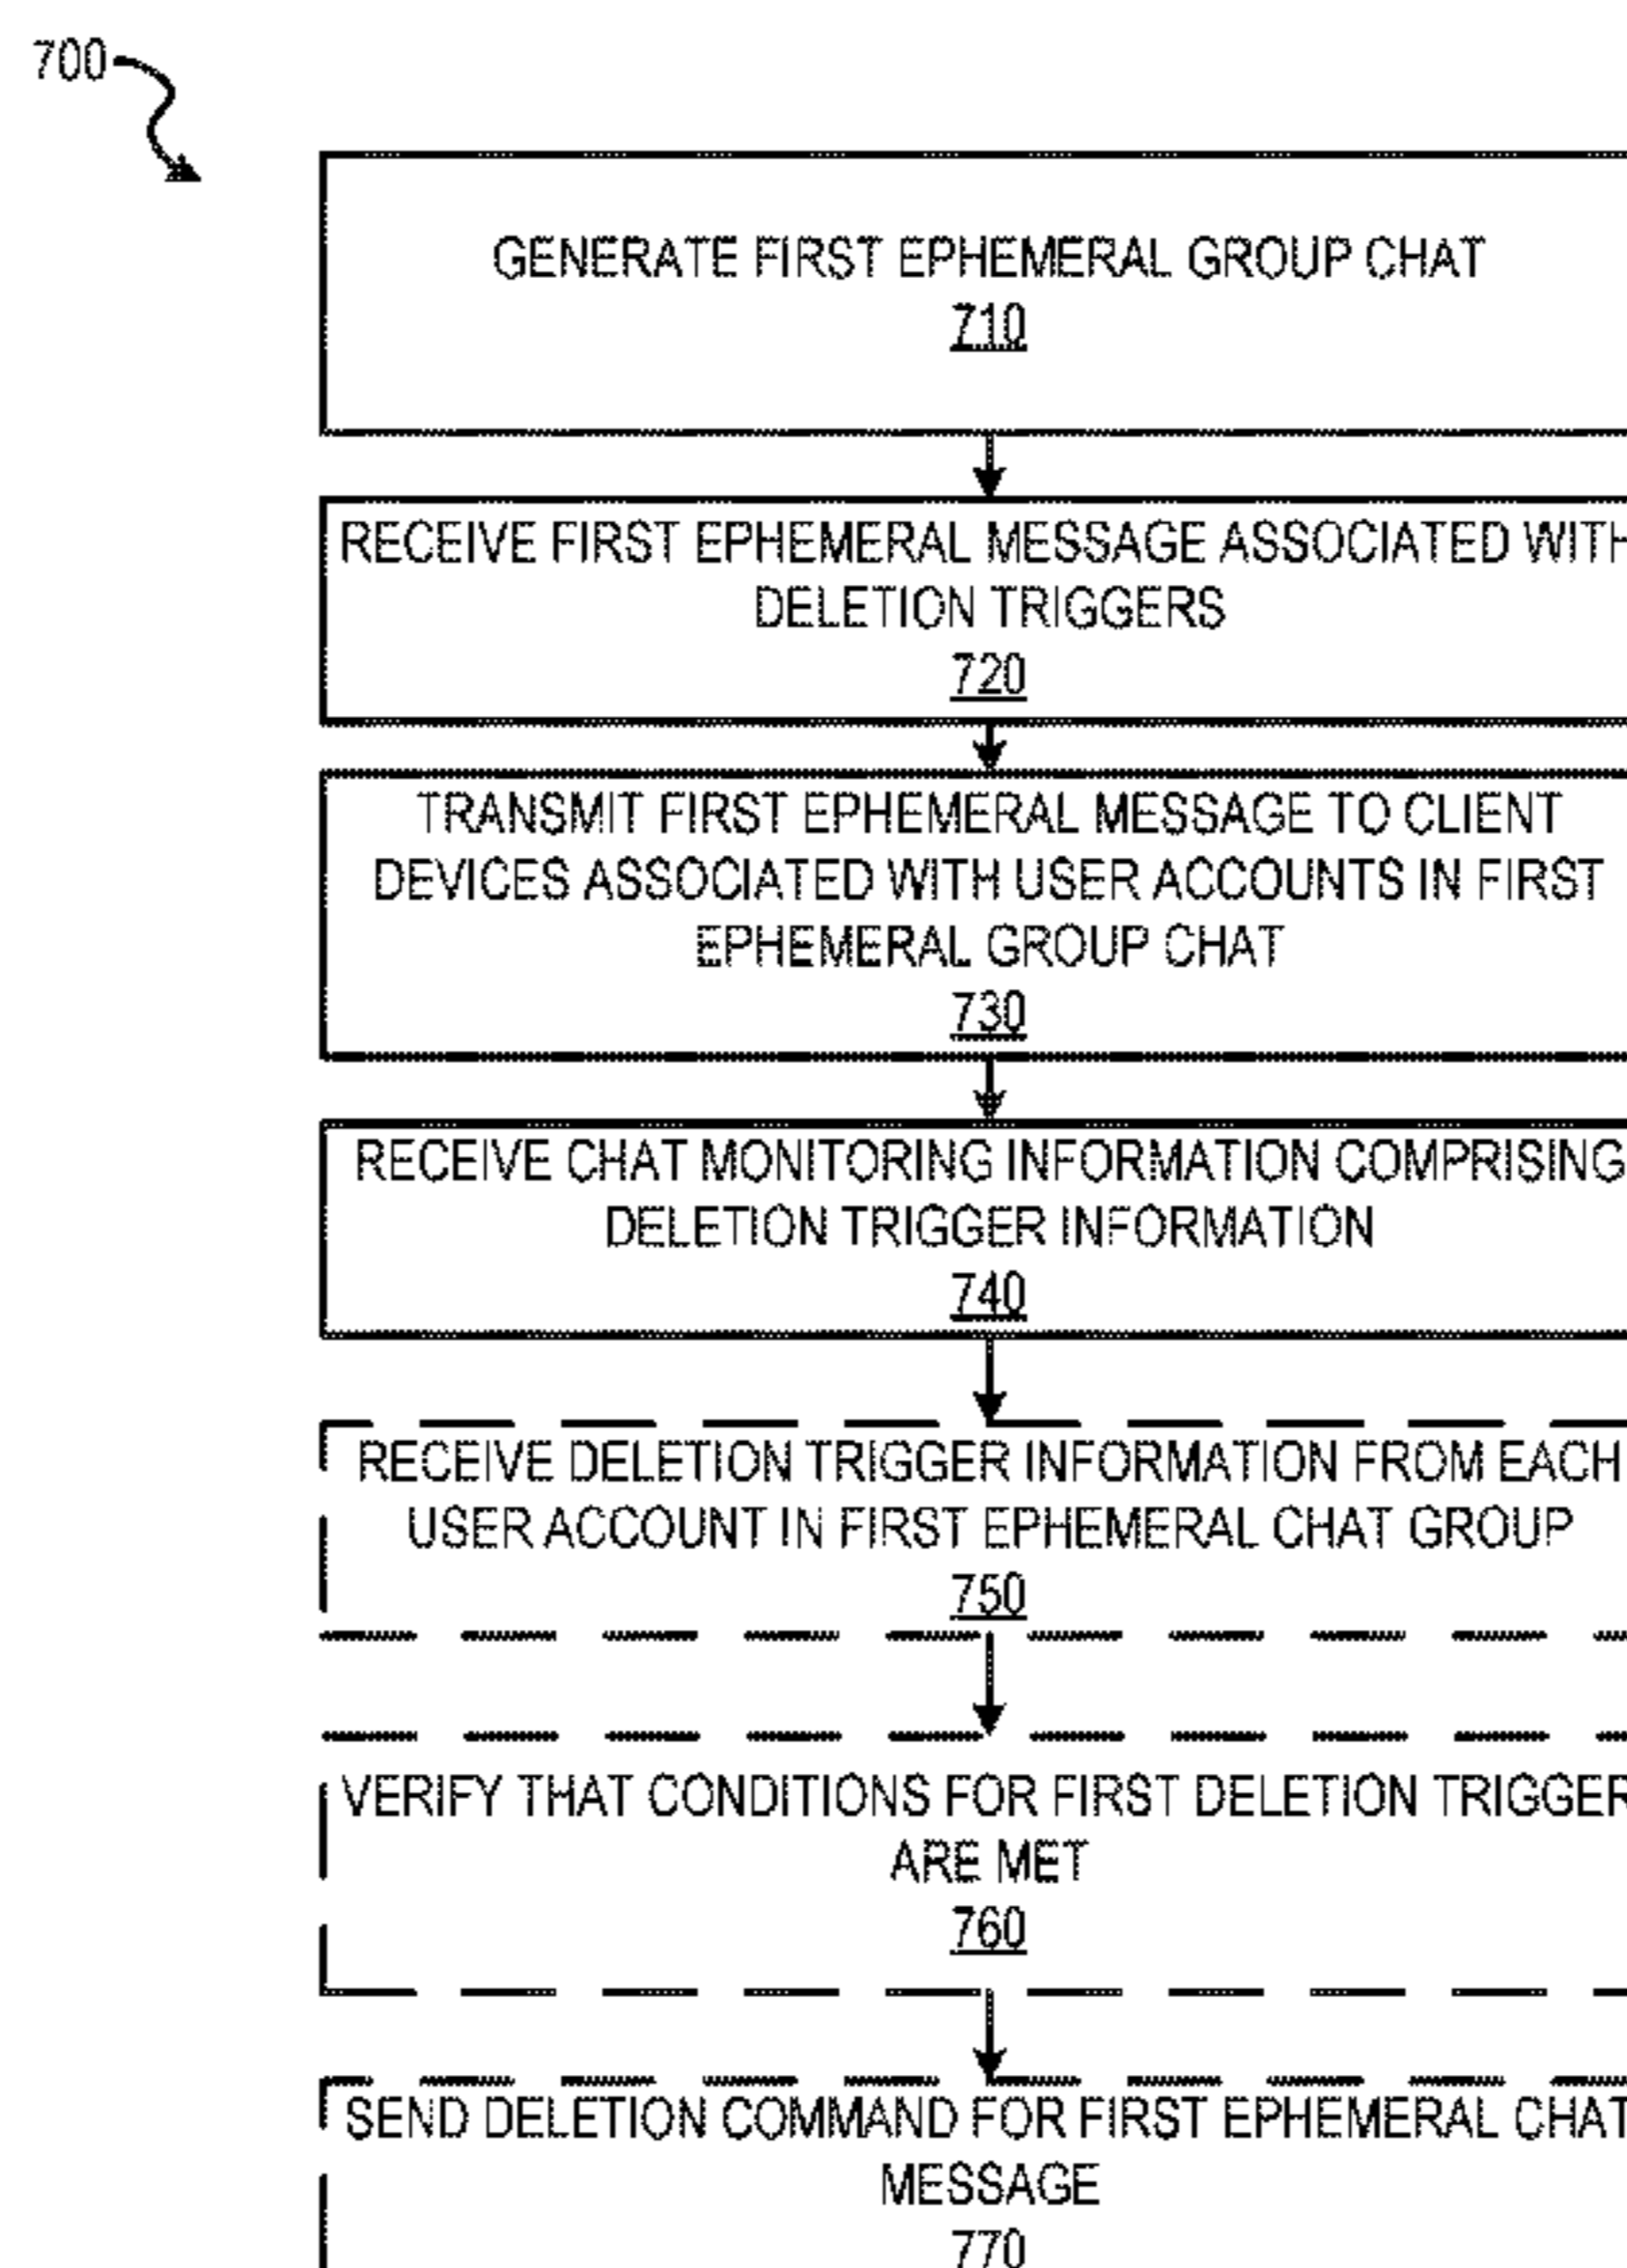 700
GENERATE FIRST EPHEMERAL GROUP CHAT
710
RECEIVE FIRST EPHEMERAL MESSAGE ASSOCIATED WITH
DELETION TRIGGERS
720
TRANSMIT FIRST EPHEMERAL MESSAGE TO CLIENT
DEVICES ASSOCIATED WITH USER ACCOUNTS IN FIRST
EPHEMERAL GROUP CHAT
730
RECEIVE CHAT MONITORING INFORMATION COMPRISING
DELETION TRIGGER INFORMATION
740
RECEIVE DELETION TRIGGER INFORMATION FROM EACH
USER ACCOUNT IN FIRST EPHEMERAL CHAT GROUP
750
VERIFY THAT CONDITIONS FOR FIRST DELETION TRIGGER
ARE MET
760
SEND DELETION COMMAND FOR FIRST EPHEMERAL CHAT
MESSAGE
770